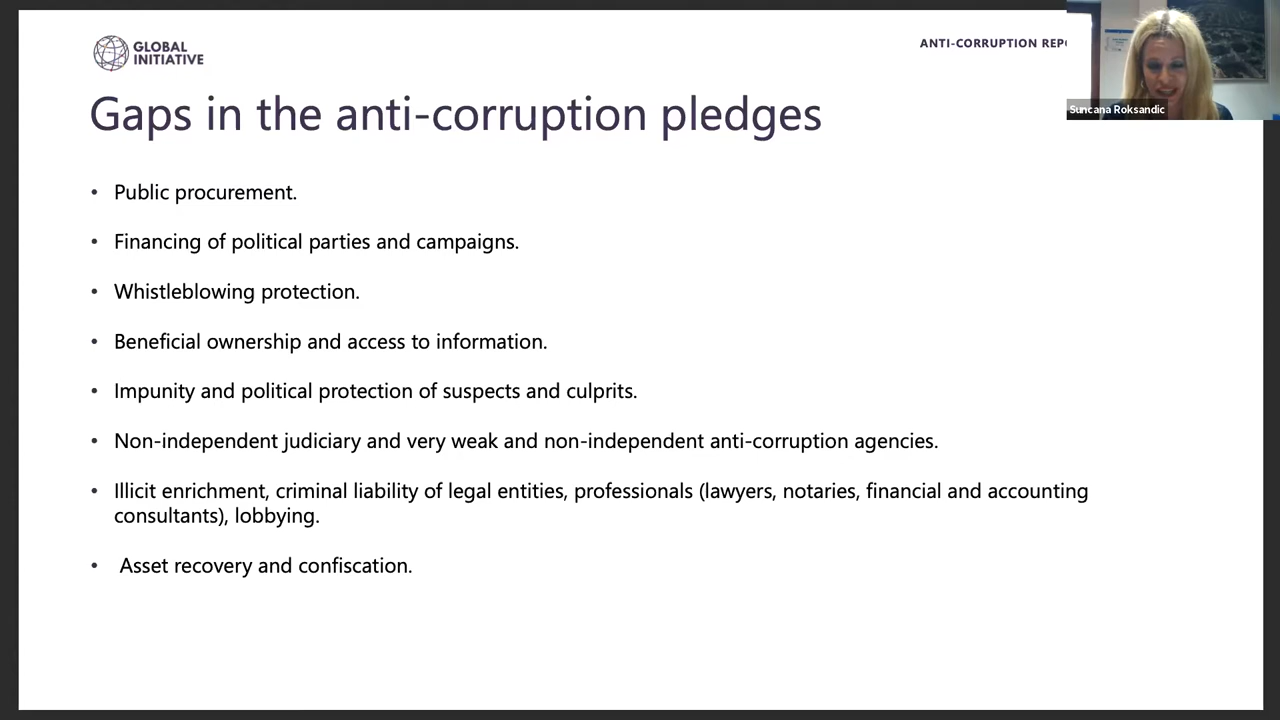 GLOBAL
INITIATIVE
ANTI-CORRUPTION
Suncana Roksandic
Gaps in the anti-corruption pledges
• Public procurement.
• Financing of political parties and campaigns.
• Whistleblowing protection.
• Beneficial ownership and access to information.
• Impunity and political protection of suspects and culprits.
• Non-independent judiciary and very weak and non-independent anti-corruption agencies.
• Illicit enrichment, criminal liability of legal entities, professionals (lawyers, notaries, financial and accounting
consultants), lobbying.
• Asset recovery and confiscation.